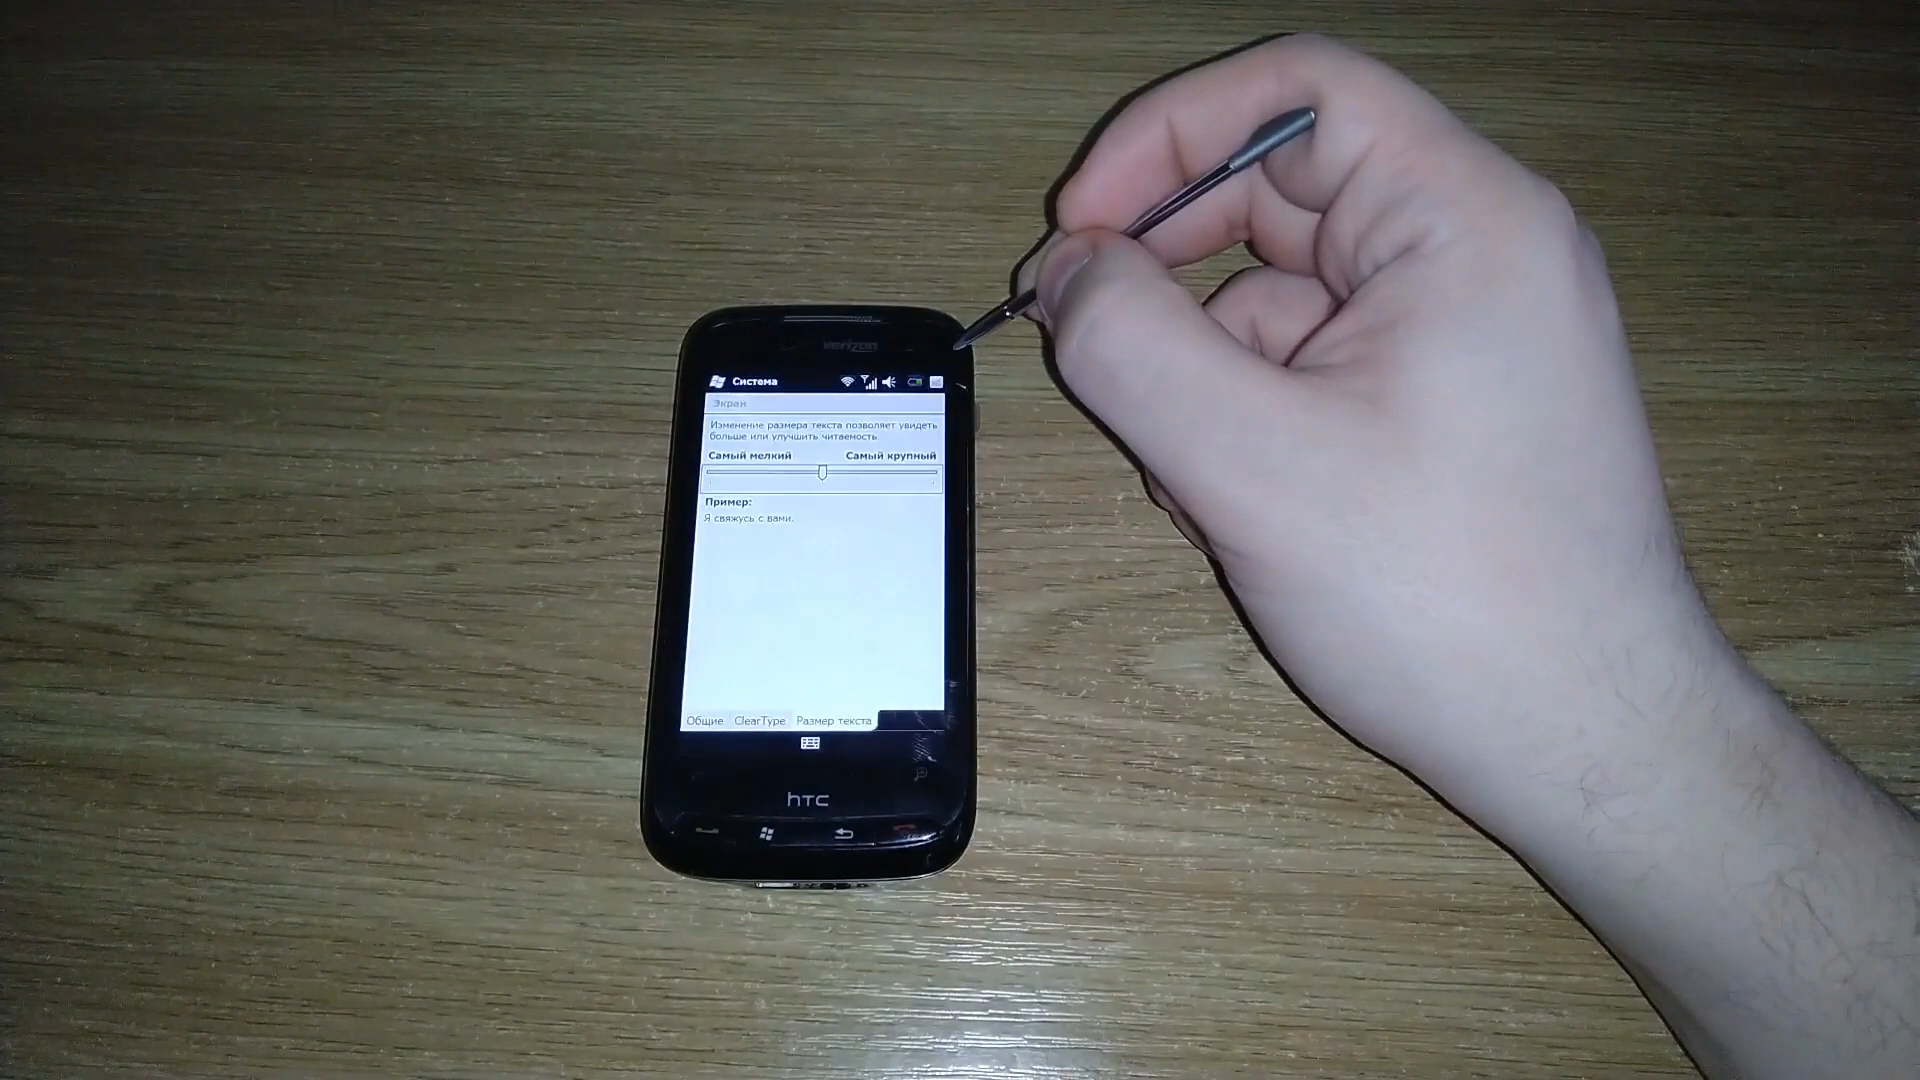 verizon
Система
Экран
Изменение размера текста позволяет увидеть
больше или улучшить читаемость.
Самый мелкий Самый крупный
Пример:
Я свяжусь с вами.
Общие ClearType Размер текста
hTC